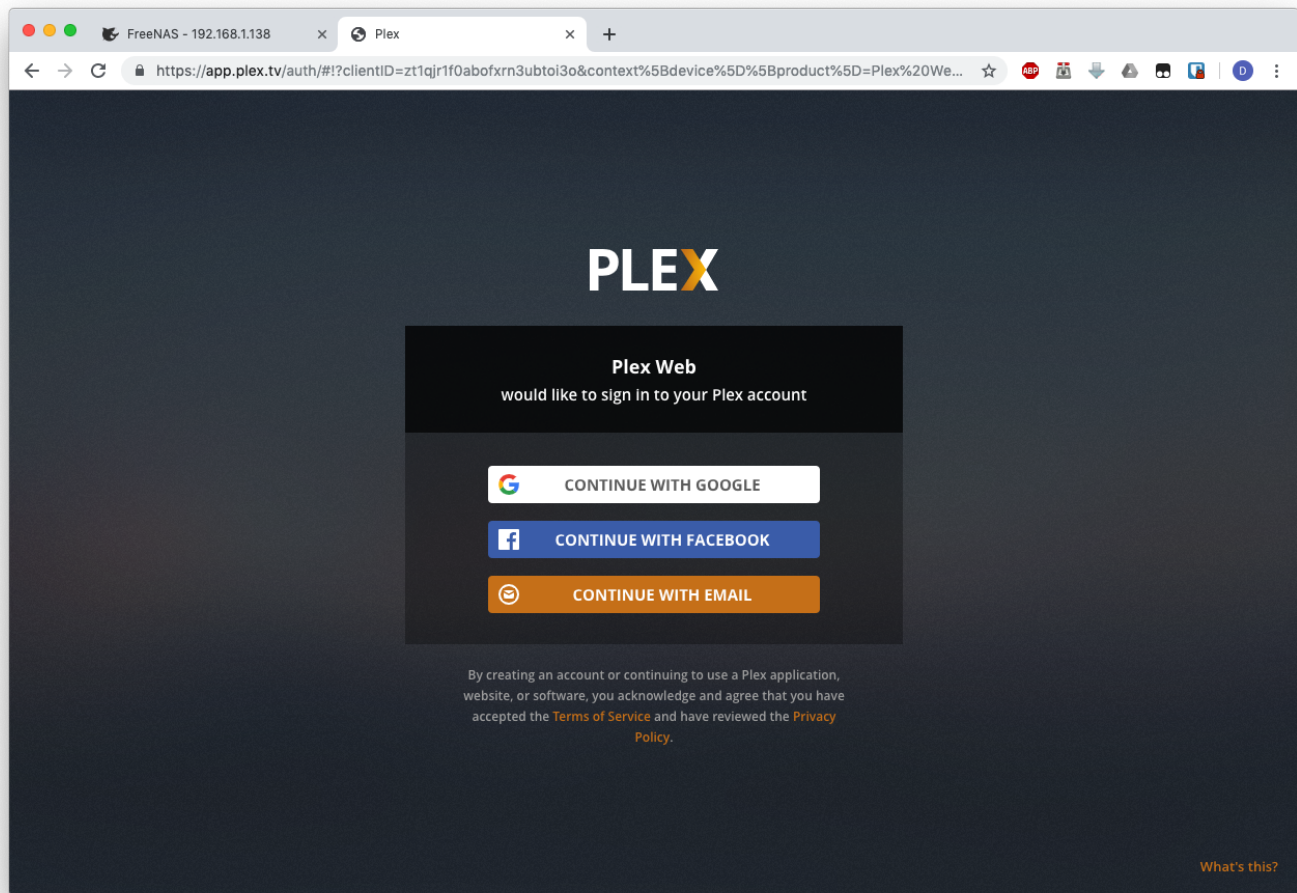 FreeNAS - 192.168.1.138
Plex
https://app.plex.tv/auth/#!?clientID=zt1qjr1f0abofxrn3ubtoi3o&context%5Bdevice%5D%5Bproduct%5D=Plex%20We...
ABP
D
PLEX
Plex Web
would like to sign in to your Plex account
CONTINUE WITH GOOGLE
CONTINUE WITH FACEBOOK
CONTINUE WITH EMAIL
By creating an account or continuing to use a Plex application,
website, or software, you acknowledge and agree that you have
accepted the Terms of Service and have reviewed the Privacy
Policy.
What's this?